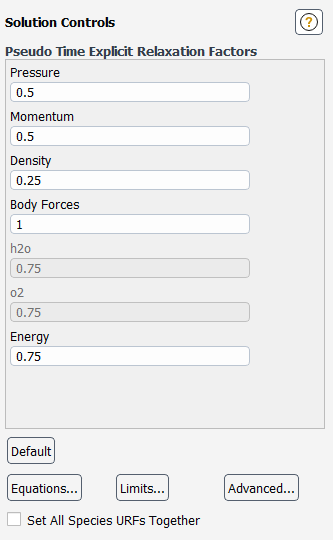 Solution Controls
?
Pseudo Time Explicit Relaxation Factors
Pressure
0.5
Momentum
0.5
Density
0.25
Body Forces
1
h2o
0.75
o2
0.75
Energy
0.75
Default
Equations... Limits... Advanced...
Set All Species URFs Together